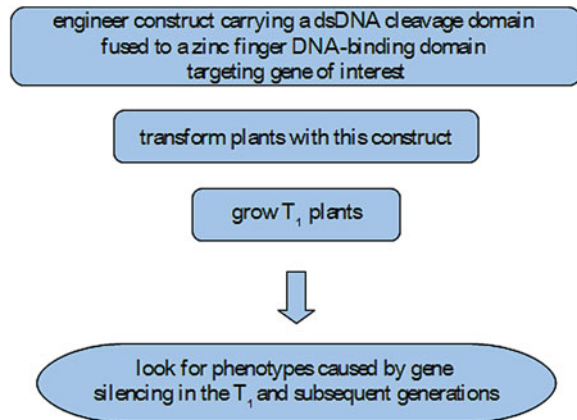 engineer construct carrying a dsDNA cleavage domain
fused to a zinc finger DNA-binding domain
targeting gene of interest
transform plants with this construct
grow T₁ plants
look for phenotypes caused by gene
silencing in the T₁ and subsequent generations